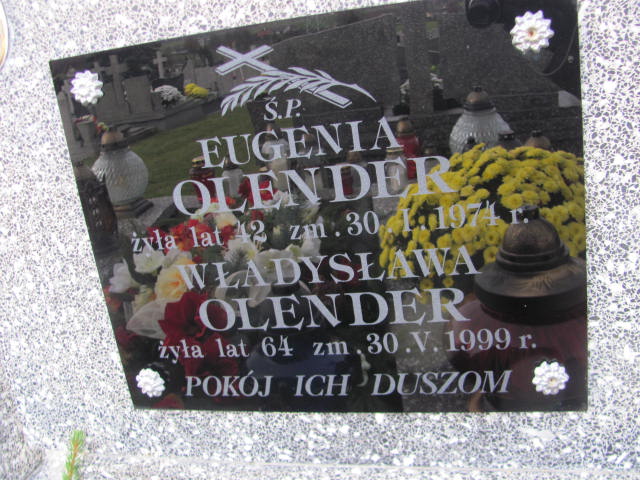 Ś.P.
EUGENIA
OLENDER
żyła lat 42 zm. 30. I. 1974 r.
WŁADYSŁAWA
OLENDER
żyła lat 64 zm. 30. V. 1999 r.
POKÓJ ICH DUSZOM